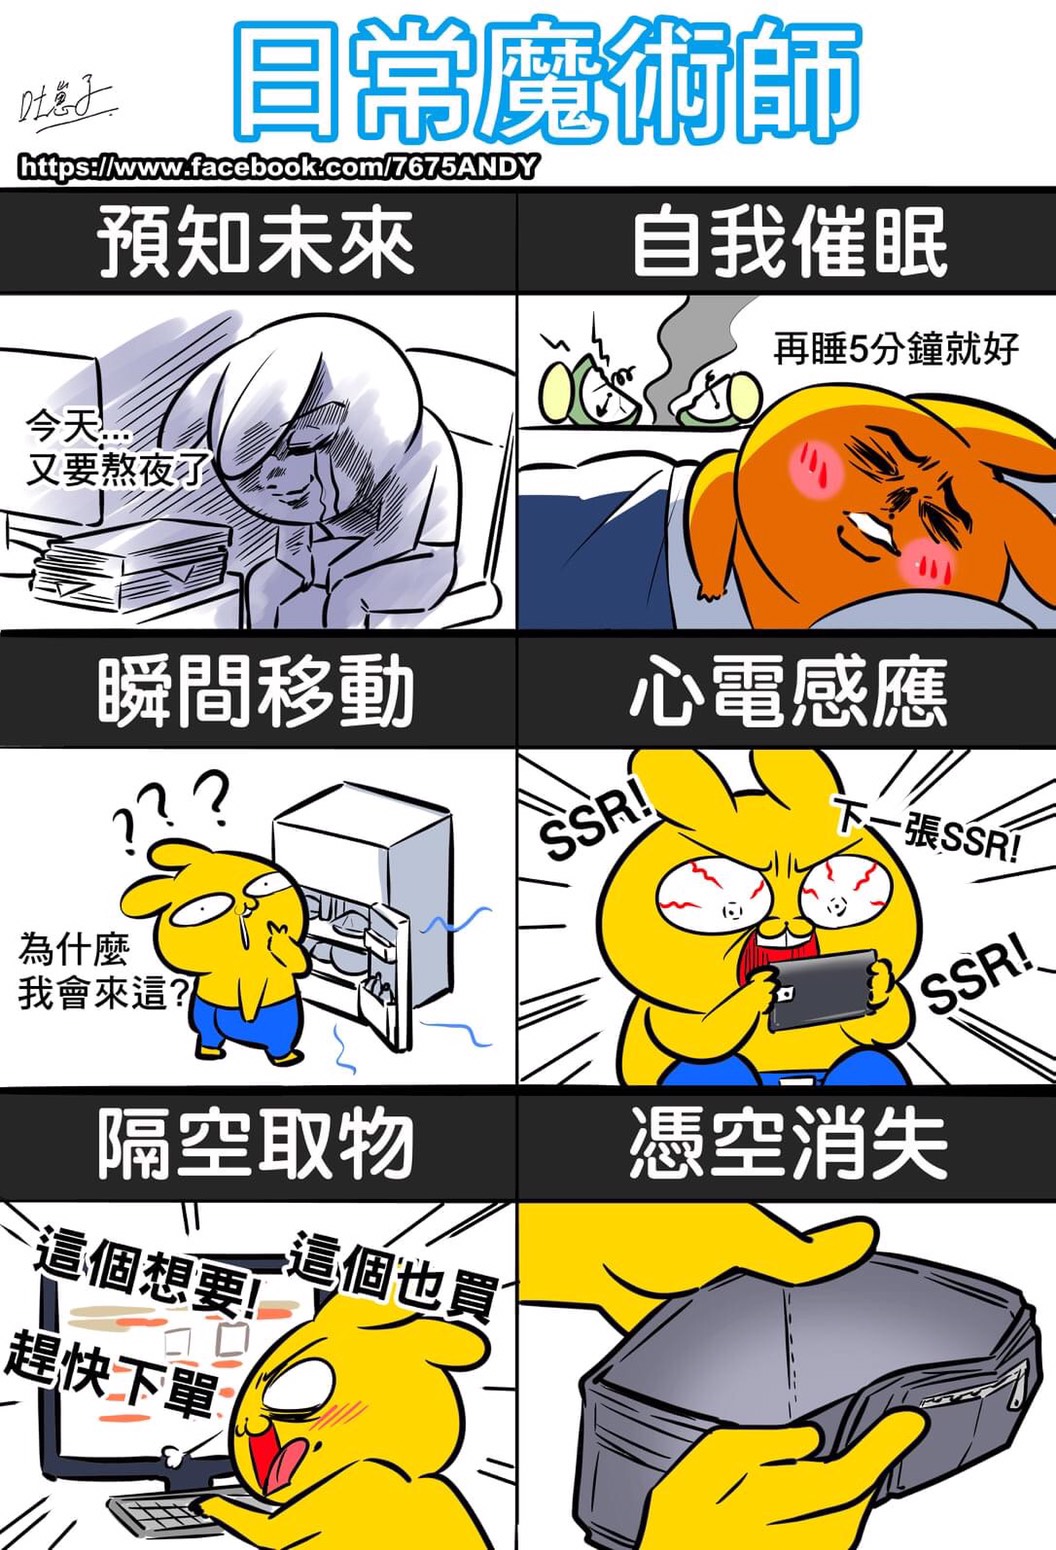 日常魔術師
吐崽子
https://www.facebook.com/7675ANDY
預知未來
今天...
又要熬夜了
自我催眠
再睡5分鐘就好
瞬間移動
???
為什麼
我會來這?
心電感應
SSR!
下一張SSR!
SSR!
隔空取物
這個想要!
這個也買
趕快下單
憑空消失